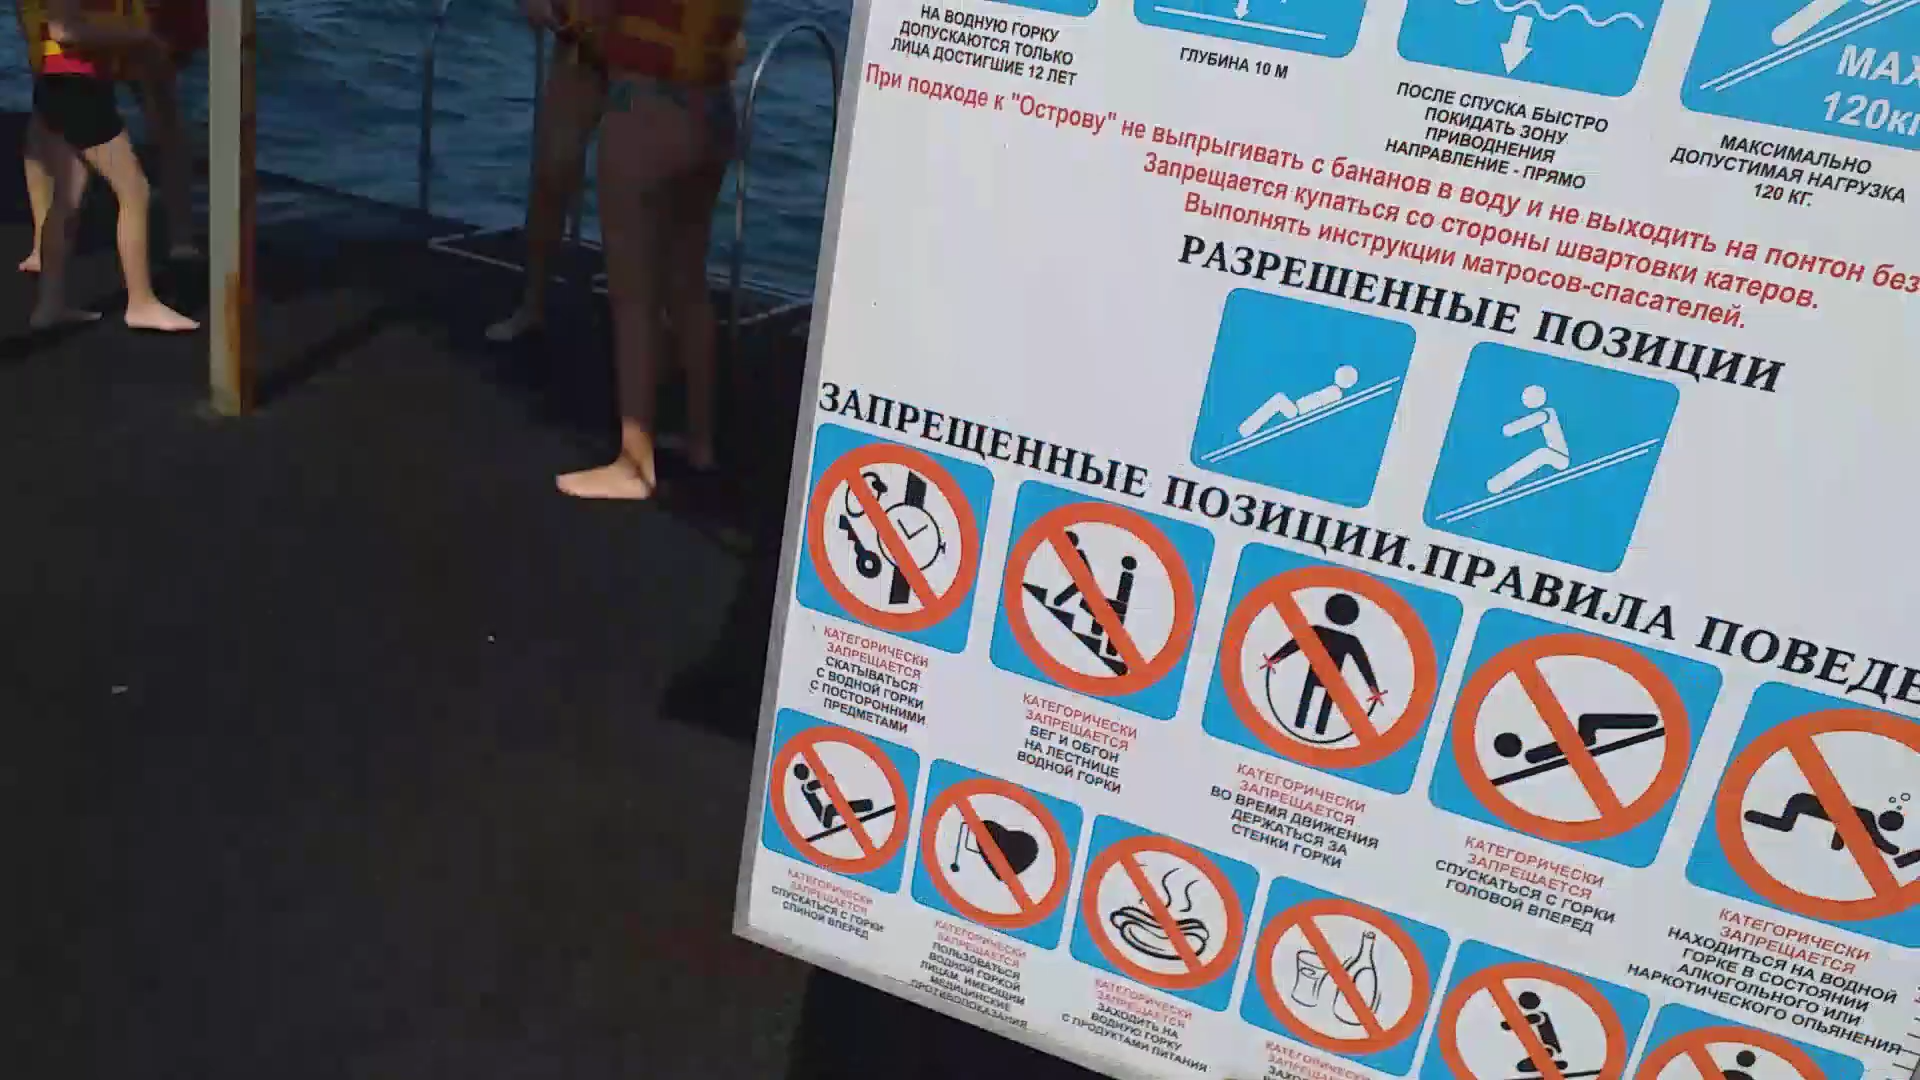 НА ВОДНУЮ ГОРКУ
ДОПУСКАЮТСЯ ТОЛЬКО
ЛИЦА ДОСТИГШИЕ 12 ЛЕТ
ГЛУБИНА 10 М
ПОСЛЕ СПУСКА БЫСТРО
ПОКИДАТЬ ЗОНУ
ПРИВОДНЕНИЯ
НАПРАВЛЕНИЕ - ПРЯМО
120кг
МАКСИМАЛЬНО
ДОПУСТИМАЯ НАГРУЗКА
120 КГ.
При подходе к "Острову" не выпрыгивать с бананов в воду и не выходить на понтон без
Запрещается купаться со стороны швартовки катеров.
Выполнять инструкции матросов-спасателей.
РАЗРЕШЕННЫЕ ПОЗИЦИИ
ЗАПРЕЩЕННЫЕ ПОЗИЦИИ.ПРАВИЛА
КАТЕГОРИЧЕСКИ
ЗАПРЕЩАЕТСЯ
СКАТЫВАТЬСЯ
С ВОДНОЙ ГОРКИ
С ПОСТОРОННИМИ
ПРЕДМЕТАМИ
КАТЕГОРИЧЕСКИ
ЗАПРЕЩАЕТСЯ
БЕГ И ОБГОН
НА ЛЕСТНИЦЕ
ВОДНОЙ ГОРКИ
КАТЕГОРИЧЕСКИ
ЗАПРЕЩАЕТСЯ
ВО ВРЕМЯ ДВИЖЕНИЯ
ДЕРЖАТЬСЯ ЗА
СТЕНКИ ГОРКИ
КАТЕГОРИЧЕСКИ
ЗАПРЕЩАЕТСЯ
СПУСКАТЬСЯ С ГОРКИ
ГОЛОВОЙ ВПЕРЕД
КАТЕГОРИЧЕСКИ
ЗАПРЕЩАЕТСЯ
НАХОДИТЬСЯ НА ВОДНОЙ
ГОРКЕ В СОСТОЯНИИ
АЛКОГОЛЬНОГО ИЛИ
НАРКОТИЧЕСКОГО ОПЬЯНЕНИЯ
КАТЕГОРИЧЕСКИ
ЗАПРЕЩАЕТСЯ
СПУСКАТЬСЯ С ГОРКИ
СПИНОЙ ВПЕРЕД
КАТЕГОРИЧЕСКИ
ЗАПРЕЩАЕТСЯ
ПОЛЬЗОВАТЬСЯ
ВОДНОЙ ГОРКОЙ
ЛИЦАМ, ИМЕЮЩИМ
МЕДИЦИНСКИЕ
ПРОТИВОПОКАЗАНИЯ
КАТЕГОРИЧЕСКИ
ЗАПРЕЩАЕТСЯ
ЗАХОДИТЬ НА
ВОДНУЮ ГОРКУ
С ПРОДУКТАМИ ПИТАНИЯ
КАТЕГОРИЧЕСКИ